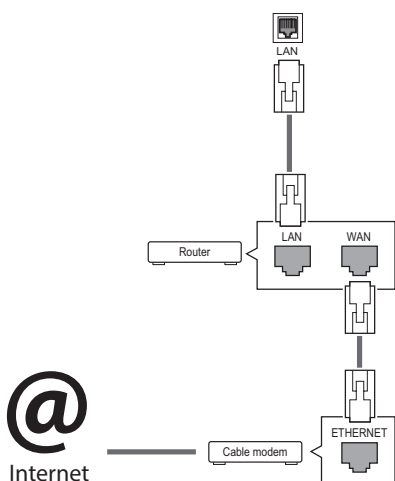 LAN
LAN
WAN
Router
ETHERNET
Cable modem
@
Internet